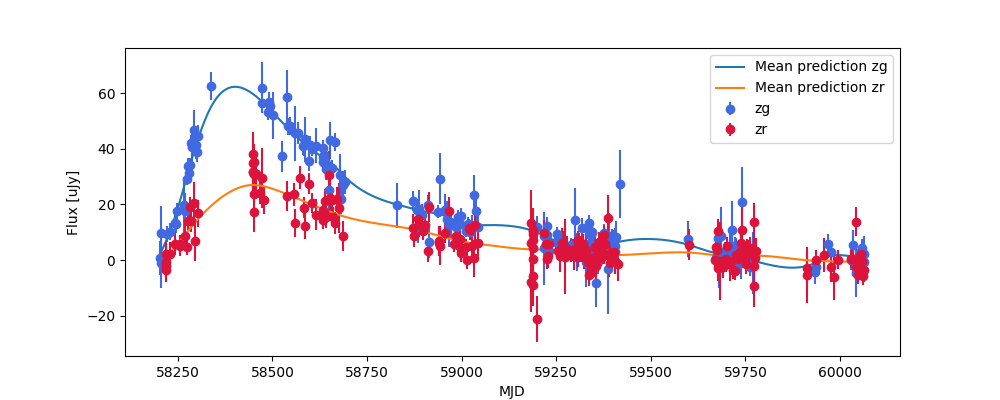 Mean prediction zg
Mean prediction zr
zg
zr
Flux [uJy]
60
40
20
0
−20
58250 58500 58750 59000 59250 59500 59750 60000
MJD